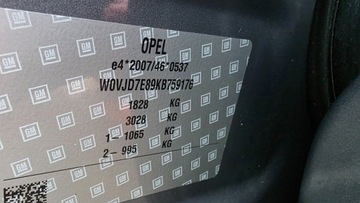 OPEL
e4*2007/46*0537
W0VJD7E89KB759176
1828 KG
3028 KG
1- 1065 KG
2- 995 KG